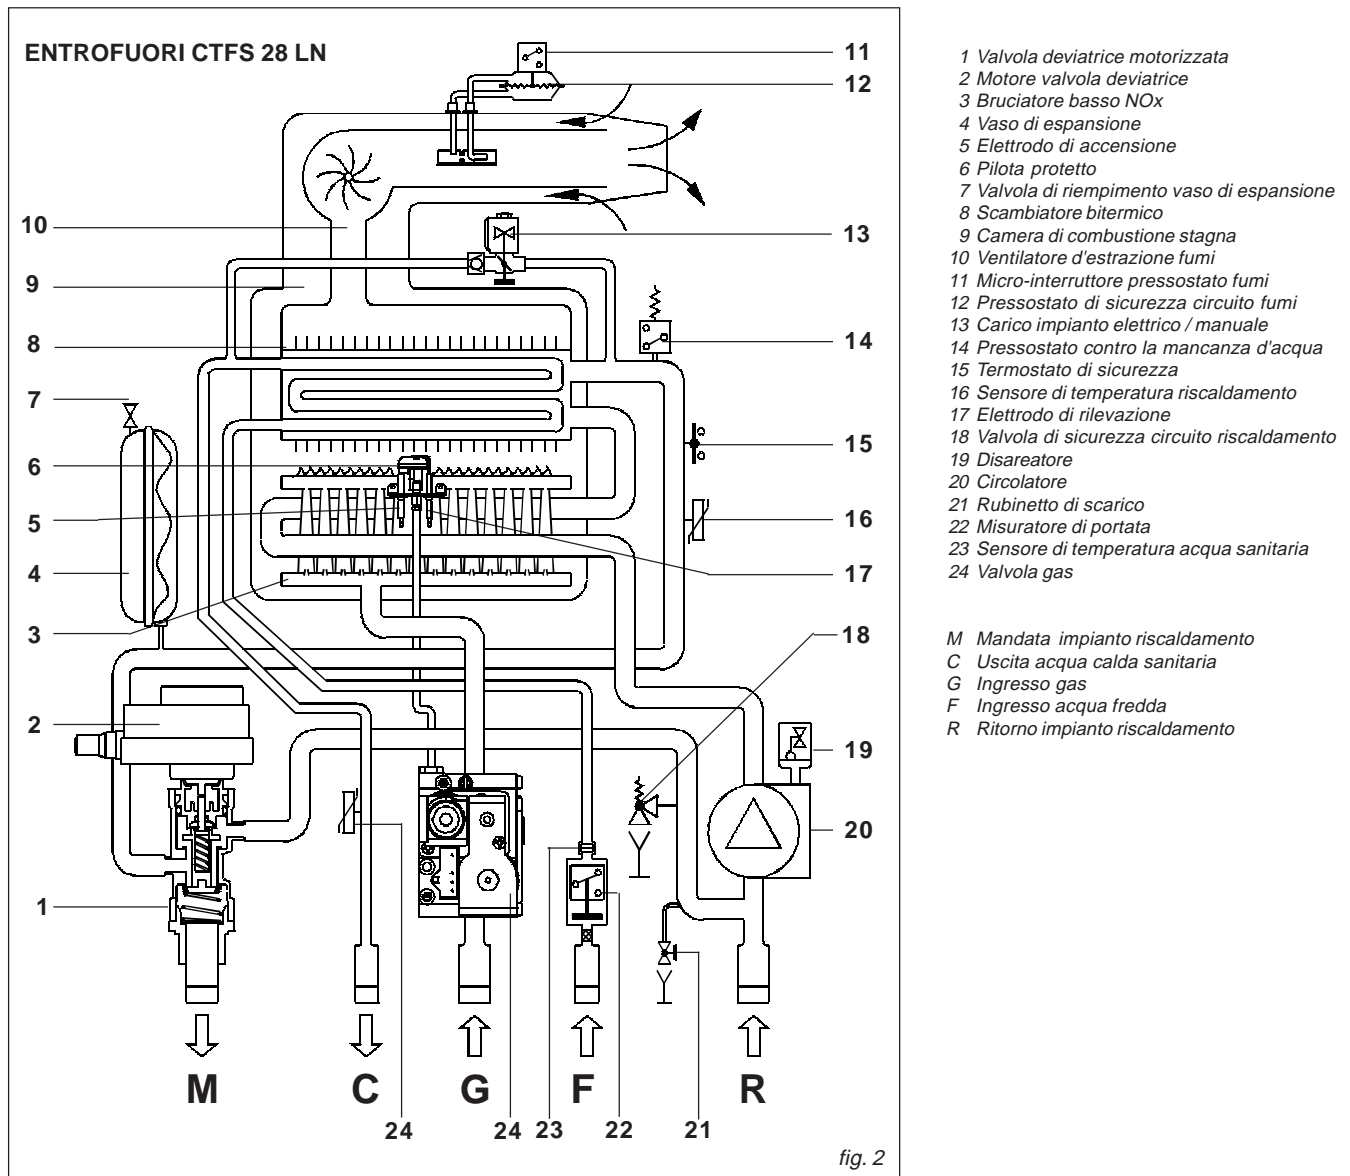 ENTROFUORI CTFS 28 LN
11
12
10
13
9
8
14
7
15
6
5
16
4
17
3
18
2
19
20
1
M
C
G
F
R
24
24
23
22
21
fig. 2
1 Valvola deviatrice motorizzata
2 Motore valvola deviatrice
3 Bruciatore basso NOx
4 Vaso di espansione
5 Elettrodo di accensione
6 Pilota protetto
7 Valvola di riempimento vaso di espansione
8 Scambiatore bitermico
9 Camera di combustione stagna
10 Ventilatore d'estrazione fumi
11 Micro-interruttore pressostato fumi
12 Pressostato di sicurezza circuito fumi
13 Carico impianto elettrico / manuale
14 Pressostato contro la mancanza d'acqua
15 Termostato di sicurezza
16 Sensore di temperatura riscaldamento
17 Elettrodo di rilevazione
18 Valvola di sicurezza circuito riscaldamento
19 Disareatore
20 Circolatore
21 Rubinetto di scarico
22 Misuratore di portata
23 Sensore di temperatura acqua sanitaria
24 Valvola gas
M Mandata impianto riscaldamento
C Uscita acqua calda sanitaria
G Ingresso gas
F Ingresso acqua fredda
R Ritorno impianto riscaldamento